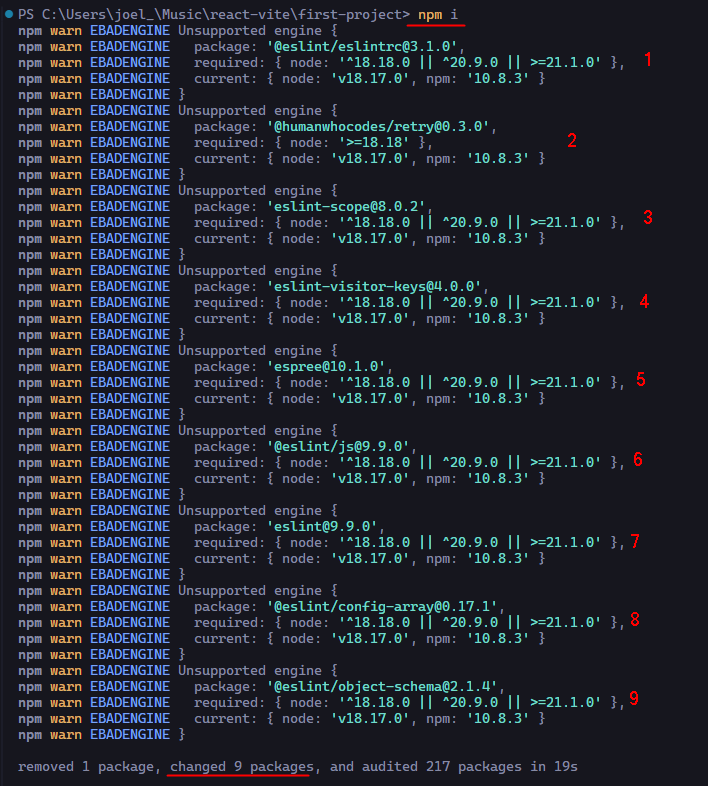 PS C:\Users\joel_\Music\react-vite\first-project> npm i
npm warn EBADENGINE Unsupported engine {
npm warn EBADENGINE   package: '@eslint/eslintrc@3.1.0',
npm warn EBADENGINE   required: { node: '^18.18.0 || ^20.9.0 || >=21.1.0' }, 1
npm warn EBADENGINE   current: { node: 'v18.17.0', npm: '10.8.3' }
npm warn EBADENGINE }
npm warn EBADENGINE Unsupported engine {
npm warn EBADENGINE   package: '@humanwhocodes/retry@0.3.0',
npm warn EBADENGINE   required: { node: '>=18.18' }, 2
npm warn EBADENGINE   current: { node: 'v18.17.0', npm: '10.8.3' }
npm warn EBADENGINE }
npm warn EBADENGINE Unsupported engine {
npm warn EBADENGINE   package: 'eslint-scope@8.0.2',
npm warn EBADENGINE   required: { node: '^18.18.0 || ^20.9.0 || >=21.1.0' }, 3
npm warn EBADENGINE   current: { node: 'v18.17.0', npm: '10.8.3' }
npm warn EBADENGINE }
npm warn EBADENGINE Unsupported engine {
npm warn EBADENGINE   package: 'eslint-visitor-keys@4.0.0',
npm warn EBADENGINE   required: { node: '^18.18.0 || ^20.9.0 || >=21.1.0' }, 4
npm warn EBADENGINE   current: { node: 'v18.17.0', npm: '10.8.3' }
npm warn EBADENGINE }
npm warn EBADENGINE Unsupported engine {
npm warn EBADENGINE   package: 'espree@10.1.0',
npm warn EBADENGINE   required: { node: '^18.18.0 || ^20.9.0 || >=21.1.0' }, 5
npm warn EBADENGINE   current: { node: 'v18.17.0', npm: '10.8.3' }
npm warn EBADENGINE }
npm warn EBADENGINE Unsupported engine {
npm warn EBADENGINE   package: '@eslint/js@9.9.0',
npm warn EBADENGINE   required: { node: '^18.18.0 || ^20.9.0 || >=21.1.0' }, 6
npm warn EBADENGINE   current: { node: 'v18.17.0', npm: '10.8.3' }
npm warn EBADENGINE }
npm warn EBADENGINE Unsupported engine {
npm warn EBADENGINE   package: 'eslint@9.9.0',
npm warn EBADENGINE   required: { node: '^18.18.0 || ^20.9.0 || >=21.1.0' }, 7
npm warn EBADENGINE   current: { node: 'v18.17.0', npm: '10.8.3' }
npm warn EBADENGINE }
npm warn EBADENGINE Unsupported engine {
npm warn EBADENGINE   package: '@eslint/config-array@0.17.1',
npm warn EBADENGINE   required: { node: '^18.18.0 || ^20.9.0 || >=21.1.0' }, 8
npm warn EBADENGINE   current: { node: 'v18.17.0', npm: '10.8.3' }
npm warn EBADENGINE }
npm warn EBADENGINE Unsupported engine {
npm warn EBADENGINE   package: '@eslint/object-schema@2.1.4',
npm warn EBADENGINE   required: { node: '^18.18.0 || ^20.9.0 || >=21.1.0' }, 9
npm warn EBADENGINE   current: { node: 'v18.17.0', npm: '10.8.3' }
npm warn EBADENGINE }
removed 1 package, changed 9 packages, and audited 217 packages in 19s